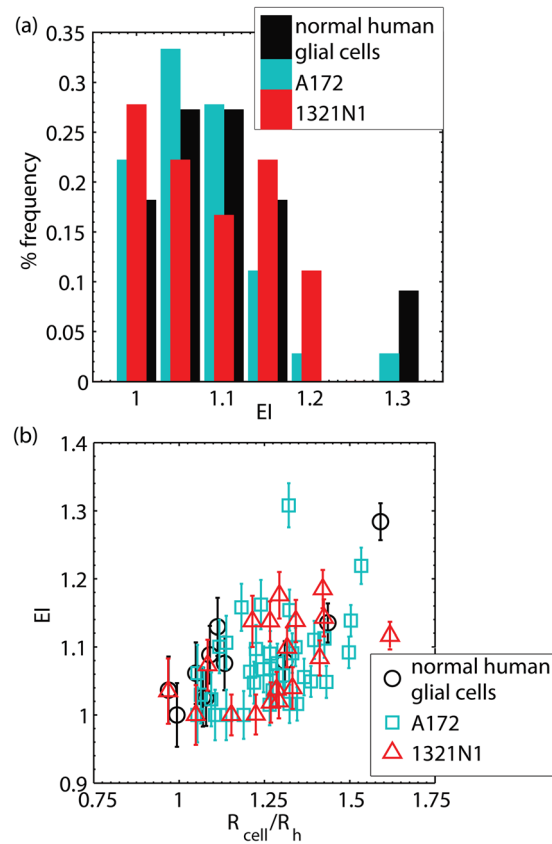 (a)
normal human
glial cells
A172
1321N1
0.35
0.3
0.25
0.2
0.15
0.1
0.05
0
% frequency
1 1.1 1.2 1.3
EI
(b)
1.4
1.3
1.2
1.1
1.0
0.9
EI
normal human
glial cells
A172
1321N1
0.75 1 1.25 1.5 1.75
R_cell/R_h